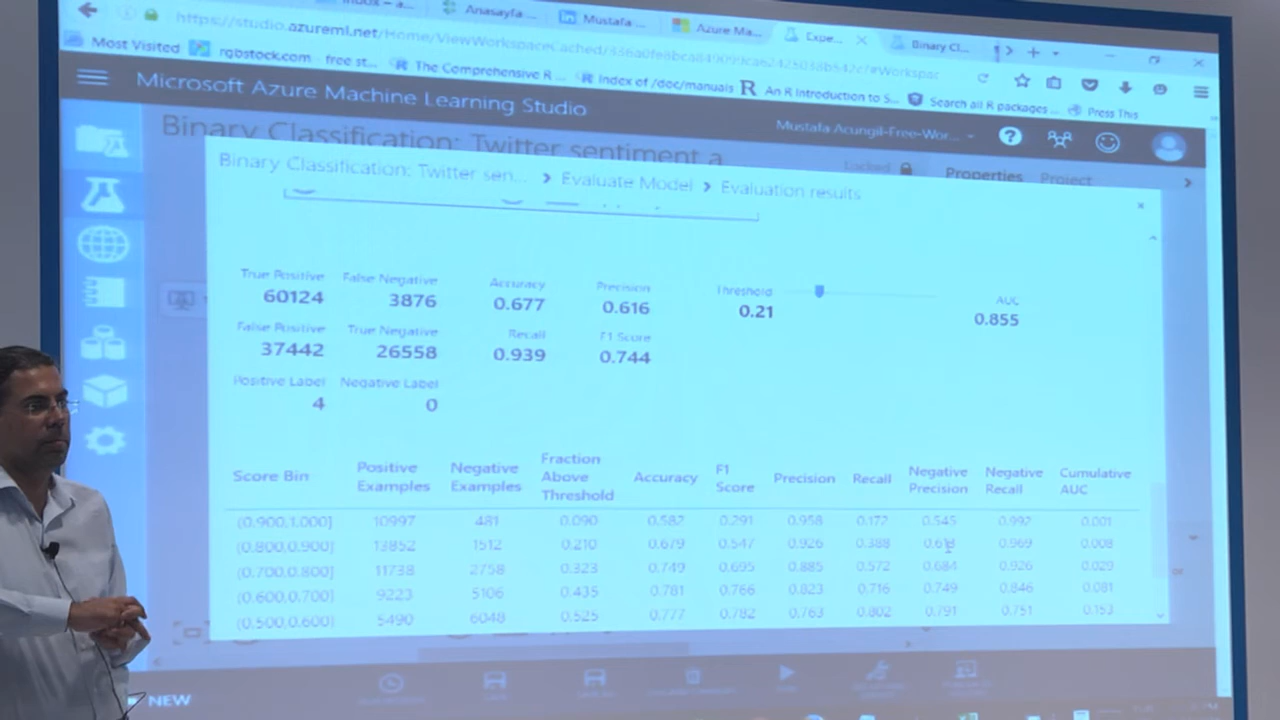 Anasayfa ...
Mustafa ...
Azure Ma...
Expe...
Binary Cl...
https://studio.azureml.net/Home/ViewWorkspaceCached/
Most Visited
rgbstock.com - free st...
The Comprehensive R ...
Index of /doc/manuals
An R Introduction to S...
Search all R packages ...
Press This
Microsoft Azure Machine Learning Studio
Mustafa Acungil-Free-Wor...
Binary Classification: Twitter sentiment a
Locked
Properties Project
Binary Classification: Twitter sen... > Evaluate Model > Evaluation results
True Positive False Negative Accuracy Precision Threshold AUC
60124 3876 0.677 0.616 0.21 0.855
False Positive True Negative Recall F1 Score
37442 26558 0.939 0.744
Positive Label Negative Label
4 0
Score Bin Positive Examples Negative Examples Fraction Above Threshold Accuracy F1 Score Precision Recall Negative Precision Negative Recall Cumulative AUC
(0.900,1.000] 10997 481 0.090 0.582 0.291 0.958 0.172 0.545 0.992 0.001
(0.800,0.900] 13852 1512 0.210 0.679 0.547 0.926 0.388 0.969 0.008
(0.700,0.800] 11738 2758 0.323 0.749 0.695 0.885 0.572 0.684 0.926 0.029
(0.600,0.700] 9223 5106 0.435 0.781 0.766 0.823 0.716 0.749 0.846 0.081
(0.500,0.600] 5490 6048 0.525 0.777 0.782 0.763 0.802 0.791 0.751 0.153
NEW